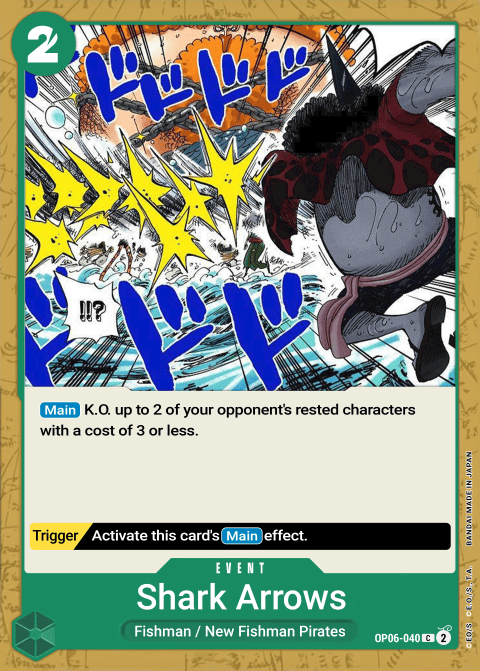 2
ドドドド
!!?
ドドド
Main K.O. up to 2 of your opponent's rested characters
with a cost of 3 or less.
Trigger Activate this card's Main effect.
EVENT
Shark Arrows
Fishman / New Fishman Pirates
OP06-040 C 2
©E.O/S. ©E.O./S.,T.A. BANDAI MADE IN JAPAN